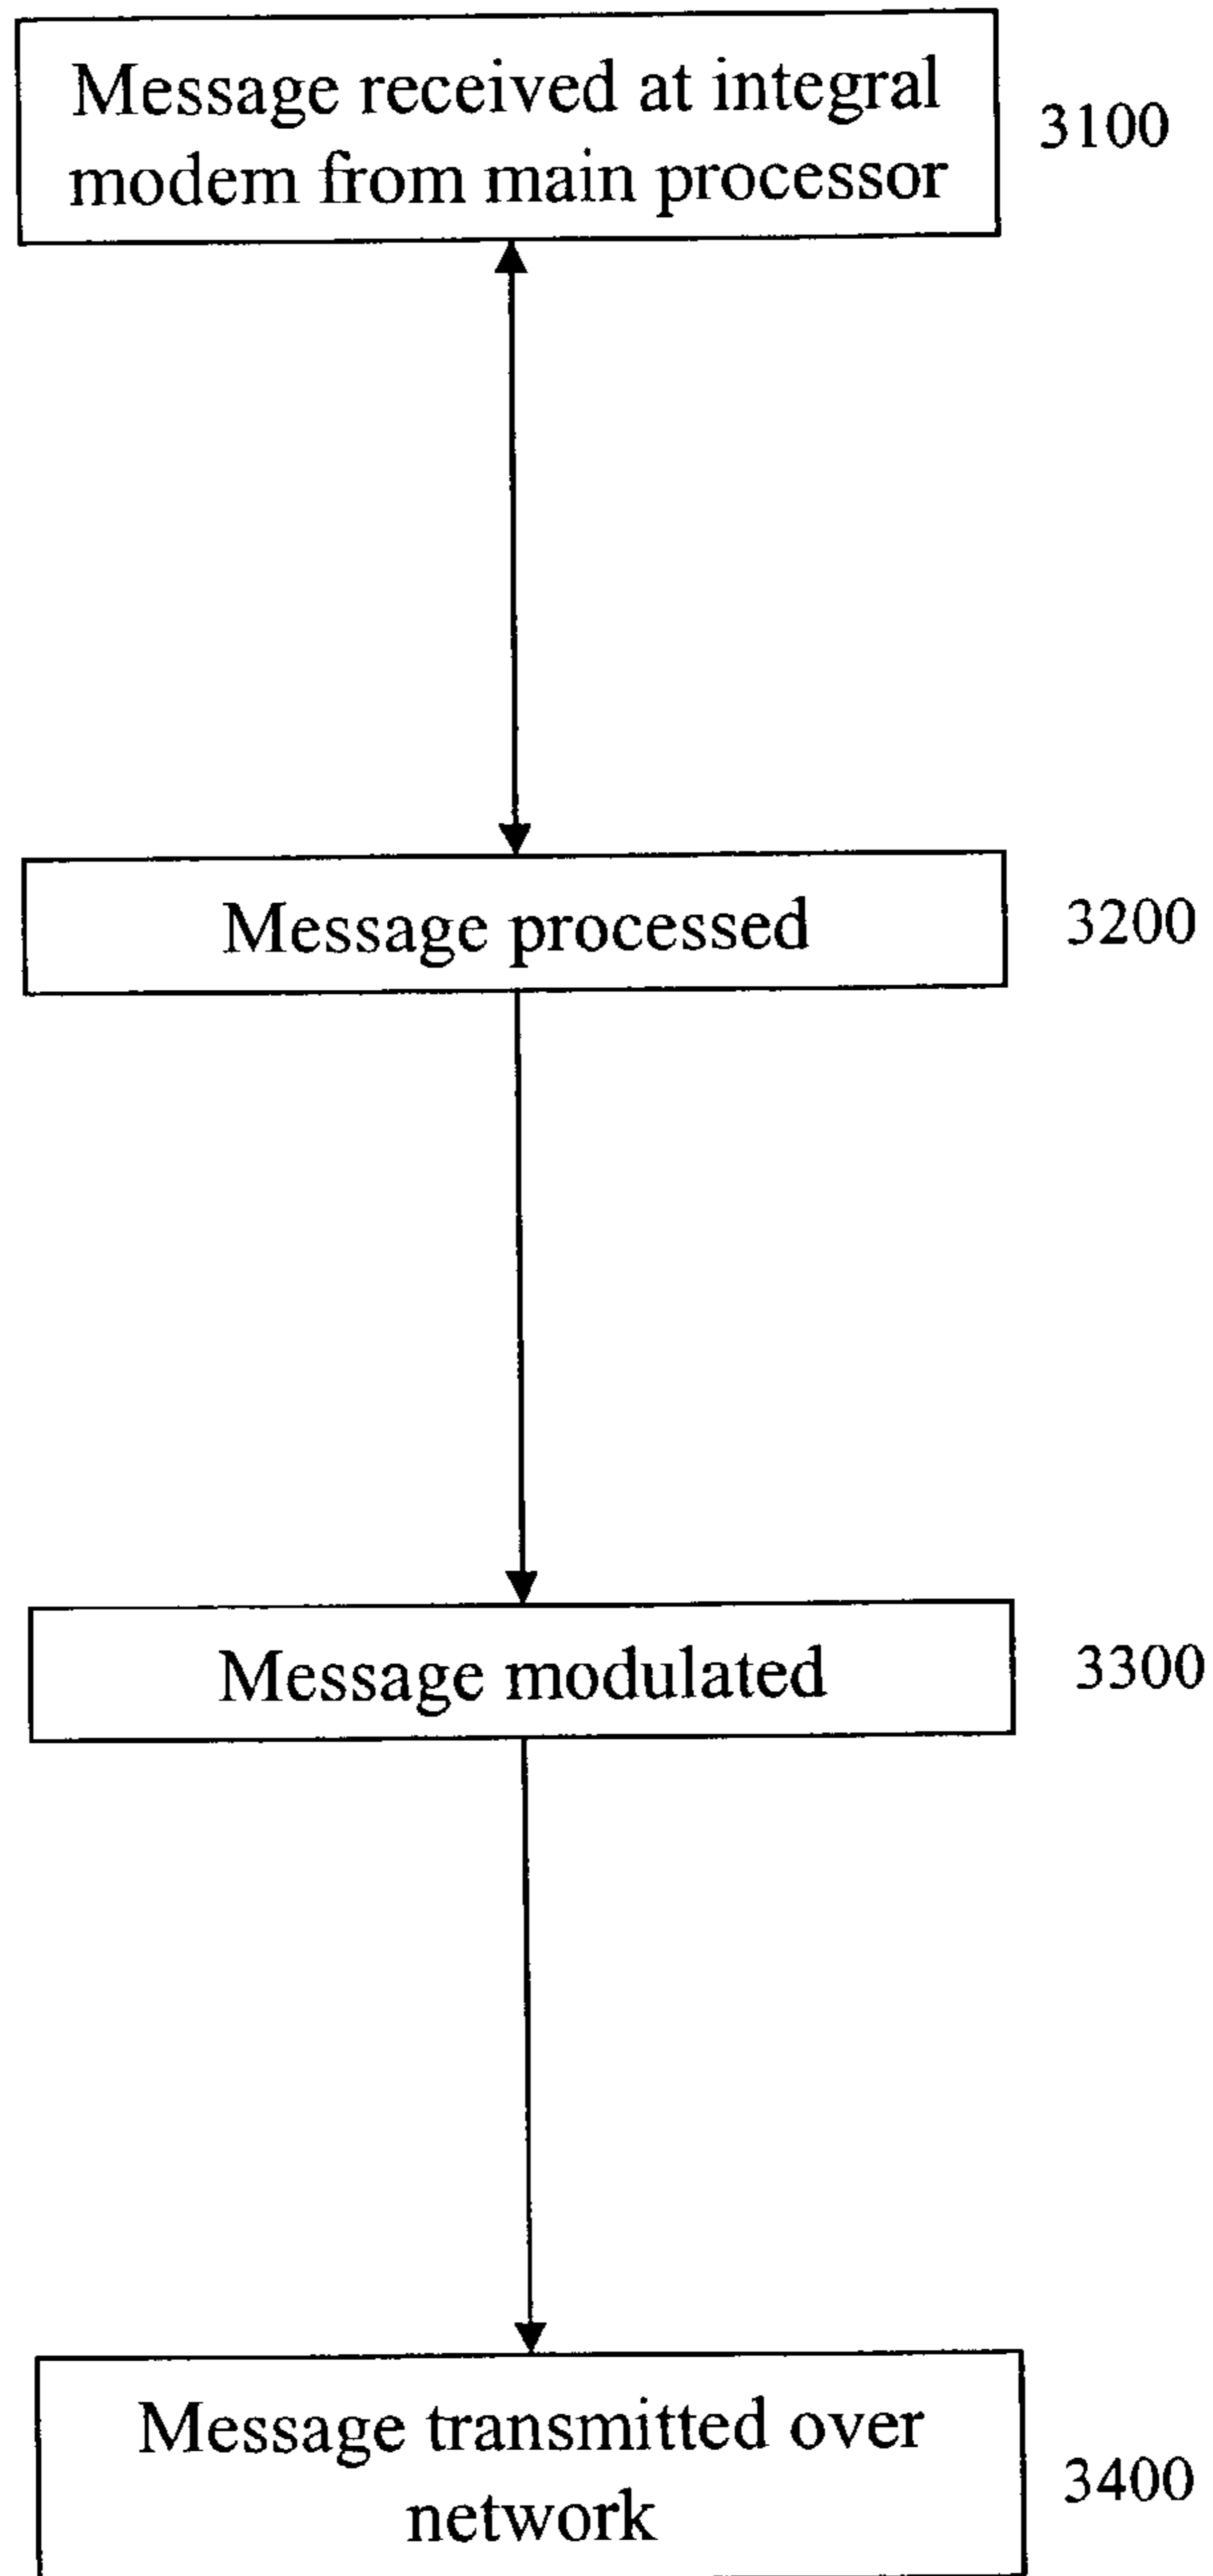 Message received at integral
modem from main processor
3100
Message processed
3200
Message modulated
3300
Message transmitted over
network
3400